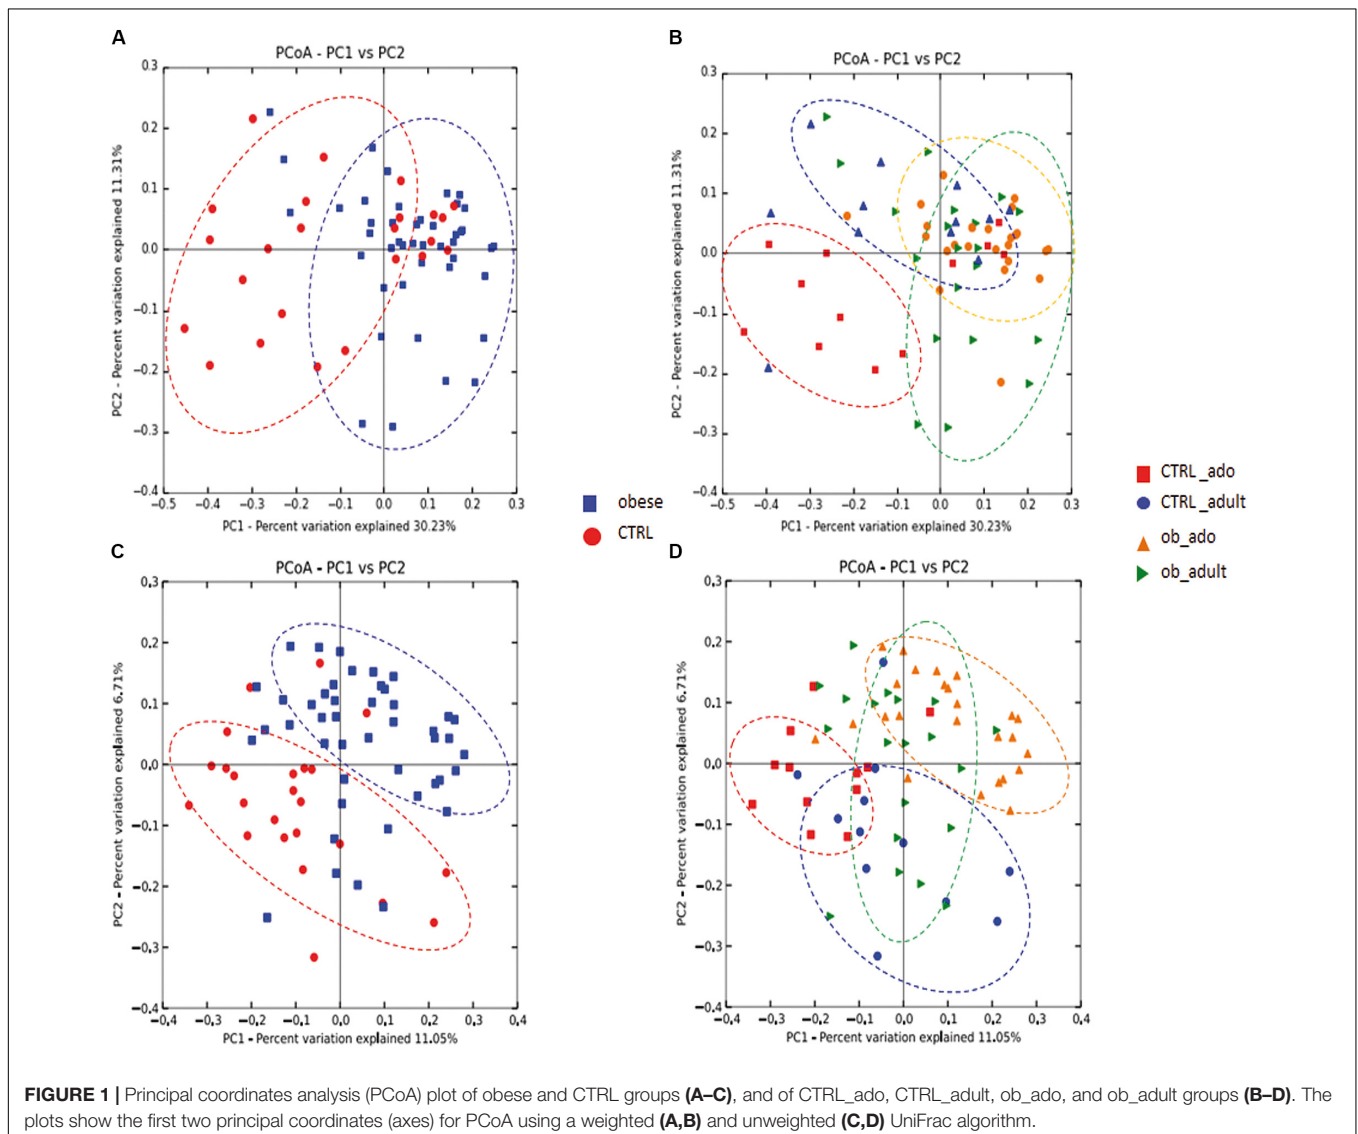 A
PCoA - PC1 vs PC2
0.3
0.2
0.1
0.0
−0.1
−0.2
−0.3
−0.4
−0.5 −0.4 −0.3 −0.2 −0.1 0.0 0.1 0.2 0.3
PC1 - Percent variation explained 30.23%
PC2 - Percent variation explained 11.31%
B
PCoA - PC1 vs PC2
0.3
0.2
0.1
0.0
−0.1
−0.2
−0.3
−0.4
−0.5 −0.4 −0.3 −0.2 −0.1 0.0 0.1 0.2 0.3
PC1 - Percent variation explained 30.23%
PC2 - Percent variation explained 11.31%
obese
CTRL
CTRL_ado
CTRL_adult
ob_ado
ob_adult
C
PCoA - PC1 vs PC2
0.3
0.2
0.1
0.0
−0.1
−0.2
−0.3
−0.4
−0.4 −0.3 −0.2 −0.1 0.0 0.1 0.2 0.3 0.4
PC1 - Percent variation explained 11.05%
PC2 - Percent variation explained 6.71%
D
PCoA - PC1 vs PC2
0.3
0.2
0.1
0.0
−0.1
−0.2
−0.3
−0.4
−0.4 −0.3 −0.2 −0.1 0.0 0.1 0.2 0.3 0.4
PC1 - Percent variation explained 11.05%
PC2 - Percent variation explained 6.71%
FIGURE 1 | Principal coordinates analysis (PCoA) plot of obese and CTRL groups (A–C), and of CTRL_ado, CTRL_adult, ob_ado, and ob_adult groups (B–D). The
plots show the first two principal coordinates (axes) for PCoA using a weighted (A,B) and unweighted (C,D) UniFrac algorithm.